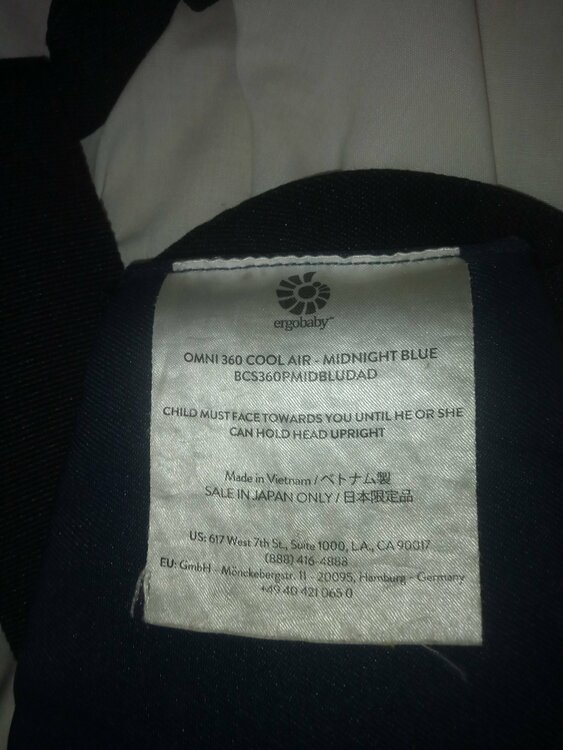 ergobaby™
OMNI 360 COOL AIR - MIDNIGHT BLUE
BCS360PMIDBLUDAD
CHILD MUST FACE TOWARDS YOU UNTIL HE OR SHE
CAN HOLD HEAD UPRIGHT
Made in Vietnam / ベトナム製
SALE IN JAPAN ONLY / 日本限定品
US: 617 West 7th St., Suite 1000, L.A., CA 90017
(888) 416-4888
EU: GmbH - Mönckebergstr. 11 - 20095, Hamburg - Germany
+49 40 421 065 0